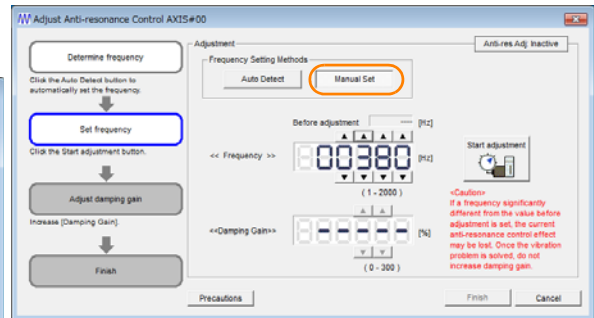 Adjust Anti-resonance Control AXIS#00
Determine frequency
Click the Auto Detect button to
automatically set the frequency.
Set frequency
Click the Start adjustment button.
Adjust damping gain
Increase [Damping Gain].
Finish
Adjustment
Anti-res Adj: Inactive
Frequency Setting Methods
Auto Detect
Manual Set
Before adjustment --- [Hz]
<< Frequency >>
00380
[Hz]
(1 - 2000 )
Start adjustment
<<Damping Gain>>
-----
[%]
( 0 - 300 )
<Caution>
If a frequency significantly
different from the value before
adjustment is set, the current
anti-resonance control effect
may be lost. Once the vibration
problem is solved, do not
increase damping gain.
Precautions
Finish
Cancel